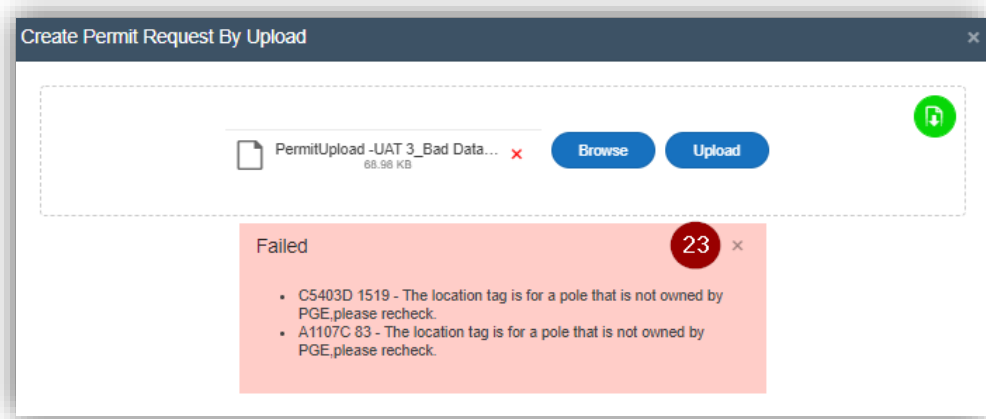 Create Permit Request By Upload ×
PermitUpload -UAT 3_Bad Data... × Browse Upload
68.98 KB
Failed 23 ×
• C5403D 1519 - The location tag is for a pole that is not owned by
PGE,please recheck.
• A1107C 83 - The location tag is for a pole that is not owned by
PGE,please recheck.